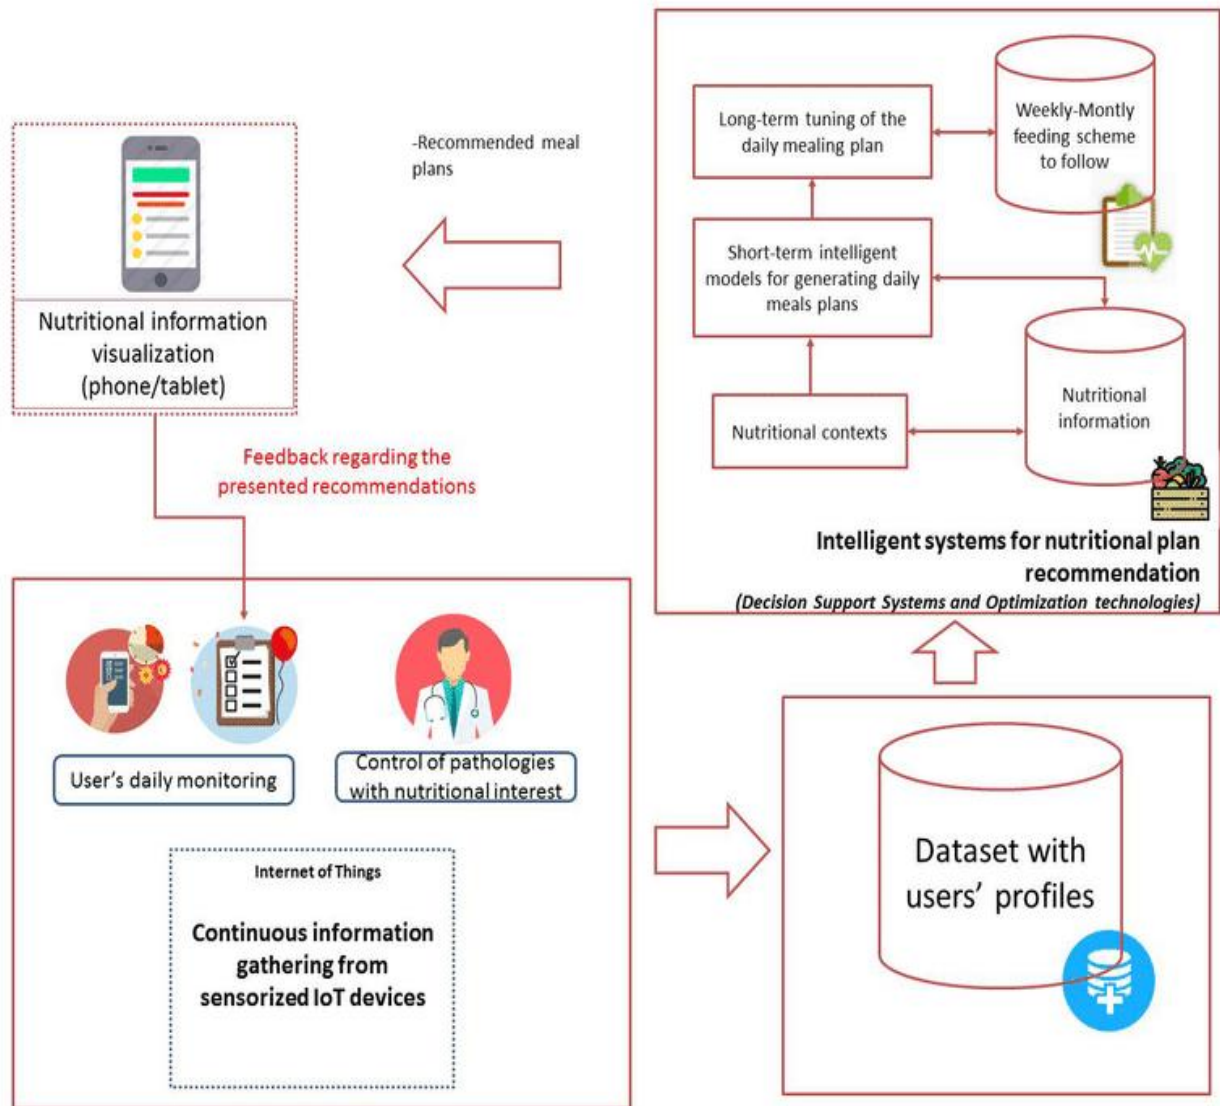 -Recommended meal
plans
Nutritional information
visualization
(phone/tablet)
Feedback regarding the
presented recommendations
Long-term tuning of the
daily mealing plan
Weekly-Montly
feeding scheme
to follow
Short-term intelligent
models for generating daily
meals plans
Nutritional contexts
Nutritional
information
Intelligent systems for nutritional plan
recommendation
(Decision Support Systems and Optimization technologies)
User's daily monitoring
Control of pathologies
with nutritional interest
Internet of Things
Continuous information
gathering from
sensorized IoT devices
Dataset with
users' profiles